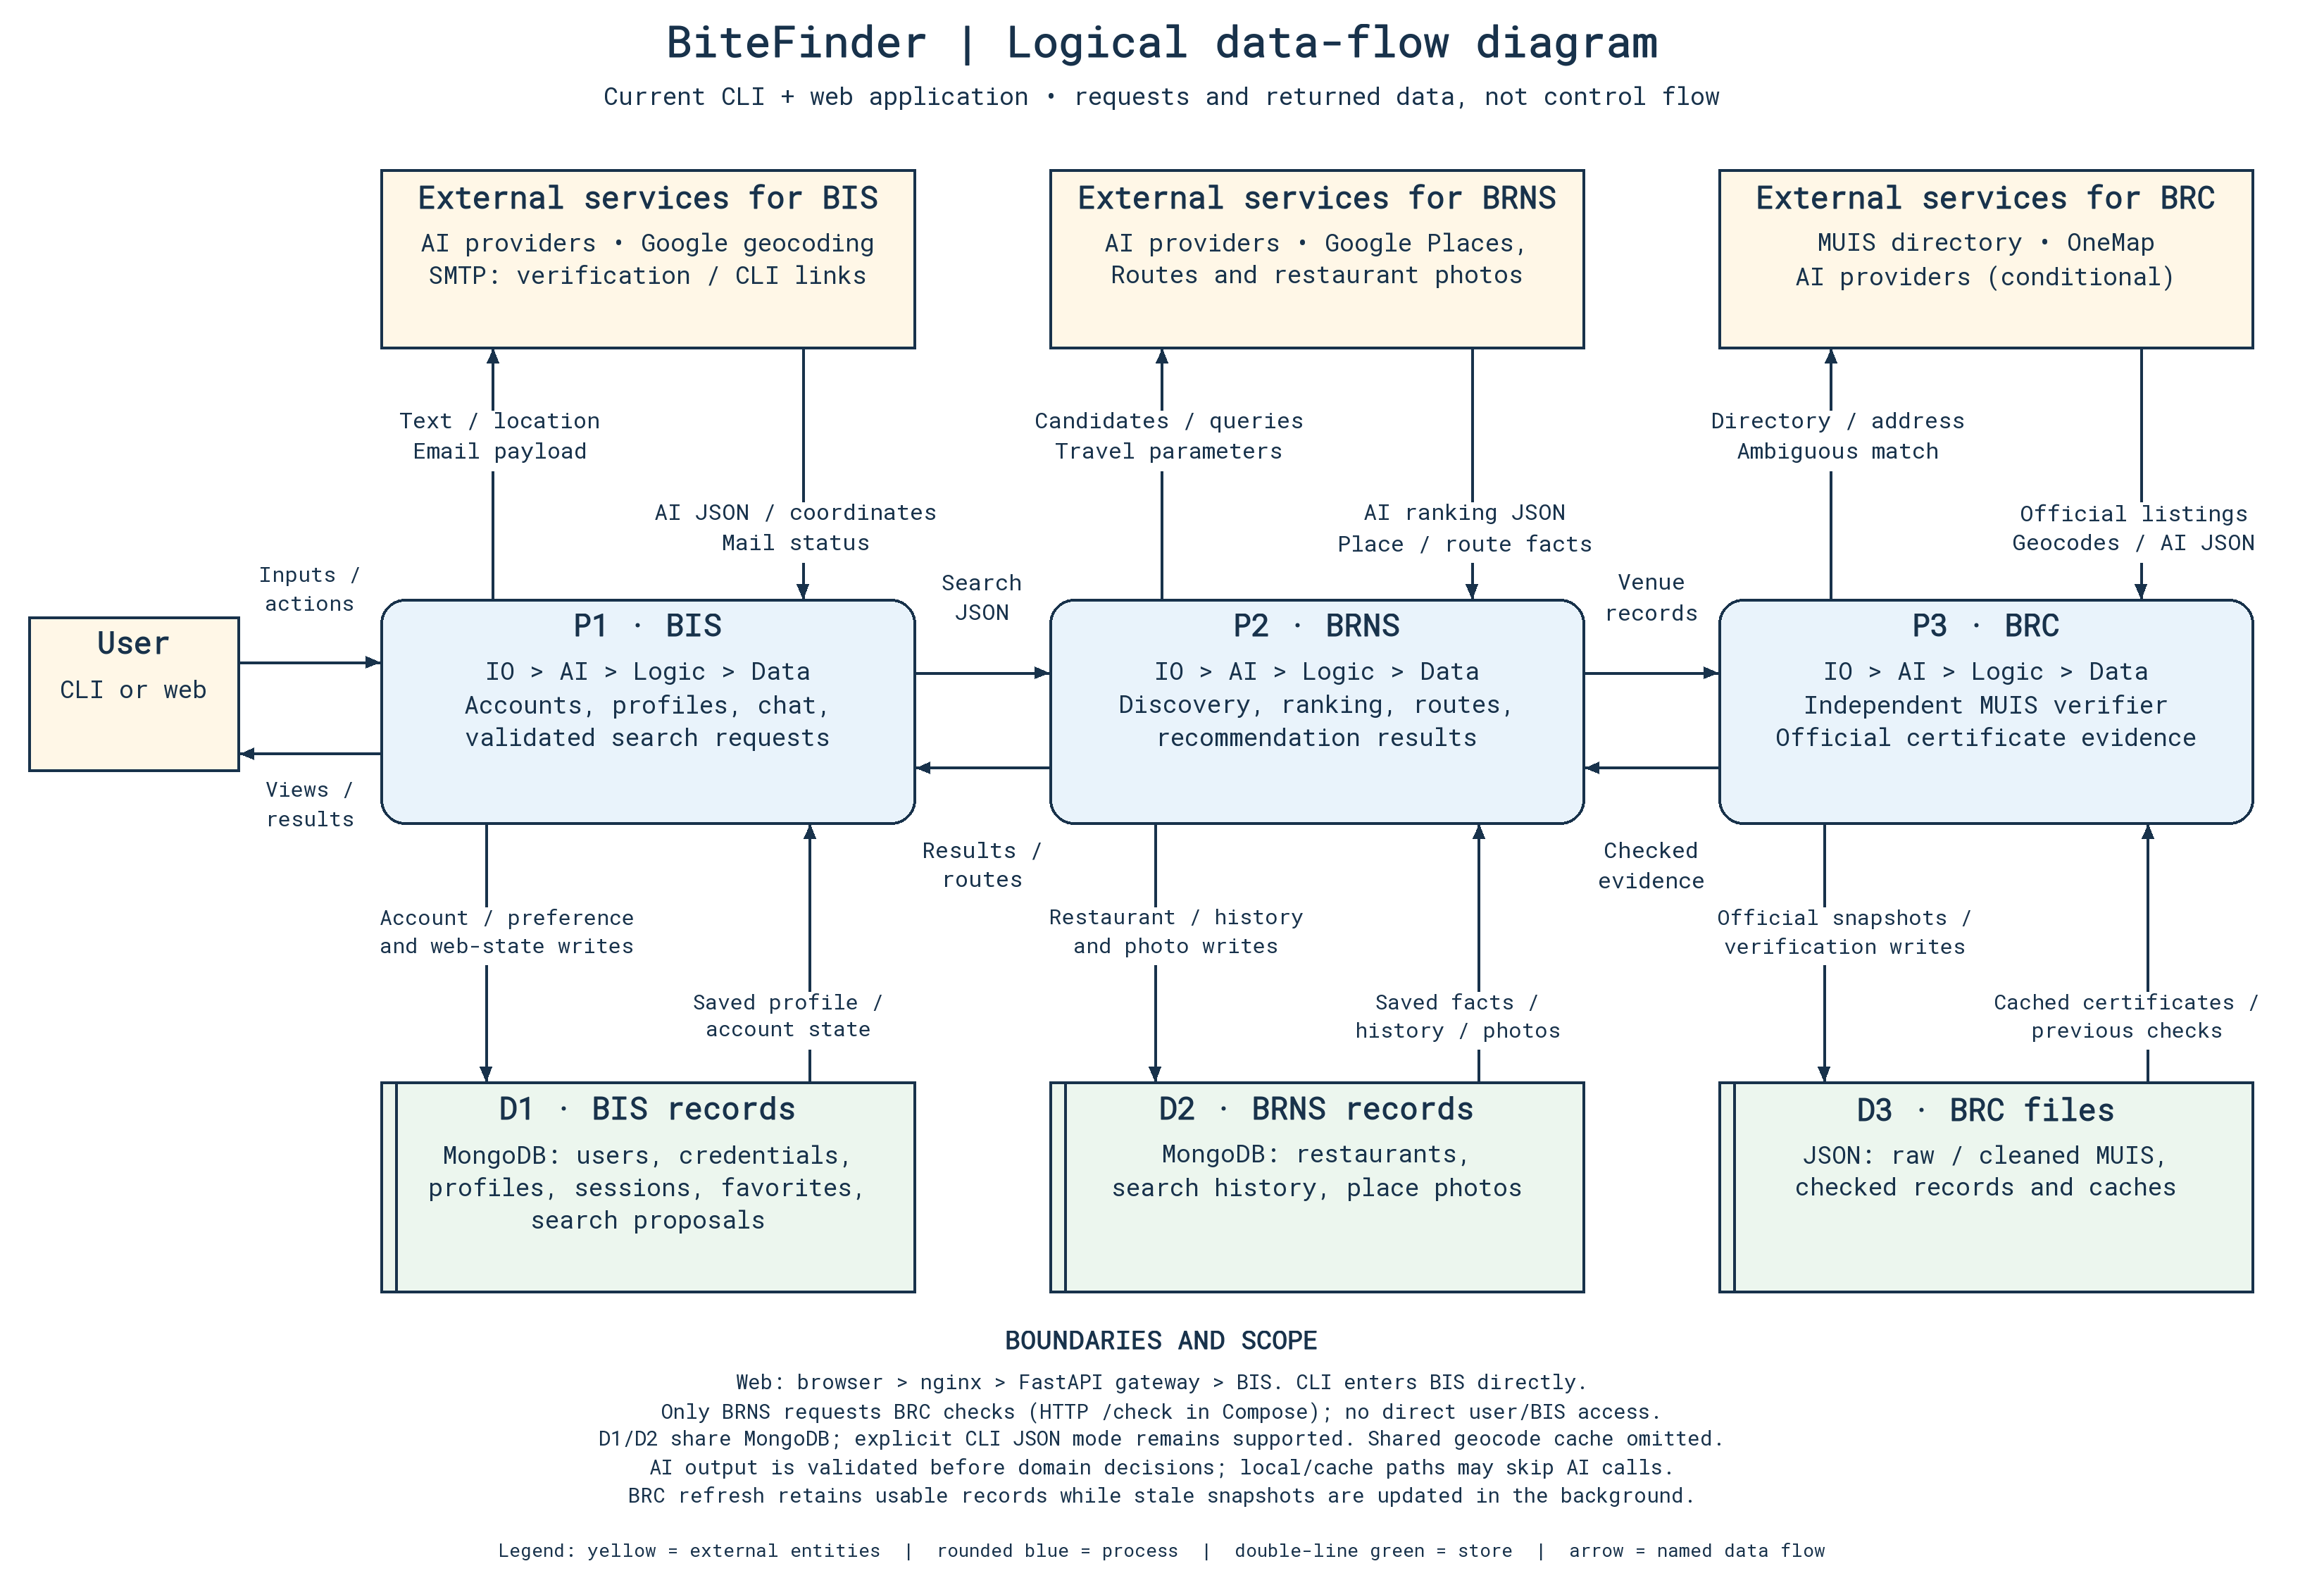 BiteFinder | Logical data-flow diagram
Current CLI + web application • requests and returned data, not control flow
External services for BIS
AI providers • Google geocoding
SMTP: verification / CLI links
External services for BRNS
AI providers • Google Places,
Routes and restaurant photos
External services for BRC
MUIS directory • OneMap
AI providers (conditional)
Text / location
Email payload
AI JSON / coordinates
Mail status
Candidates / queries
Travel parameters
AI ranking JSON
Place / route facts
Directory / address
Ambiguous match
Official listings
Geocodes / AI JSON
Inputs /
actions
Search
JSON
Venue
records
User
CLI or web
P1 · BIS
IO > AI > Logic > Data
Accounts, profiles, chat,
validated search requests
P2 · BRNS
IO > AI > Logic > Data
Discovery, ranking, routes,
recommendation results
P3 · BRC
IO > AI > Logic > Data
Independent MUIS verifier
Official certificate evidence
Views /
results
Results /
routes
Checked
evidence
Account / preference
and web-state writes
Saved profile /
account state
Restaurant / history
and photo writes
Saved facts /
history / photos
Official snapshots /
verification writes
Cached certificates /
previous checks
D1 · BIS records
MongoDB: users, credentials,
profiles, sessions, favorites,
search proposals
D2 · BRNS records
MongoDB: restaurants,
search history, place photos
D3 · BRC files
JSON: raw / cleaned MUIS,
checked records and caches
BOUNDARIES AND SCOPE
Web: browser > nginx > FastAPI gateway > BIS. CLI enters BIS directly.
Only BRNS requests BRC checks (HTTP /check in Compose); no direct user/BIS access.
D1/D2 share MongoDB; explicit CLI JSON mode remains supported. Shared geocode cache omitted.
AI output is validated before domain decisions; local/cache paths may skip AI calls.
BRC refresh retains usable records while stale snapshots are updated in the background.
Legend: yellow = external entities | rounded blue = process | double-line green = store | arrow = named data flow